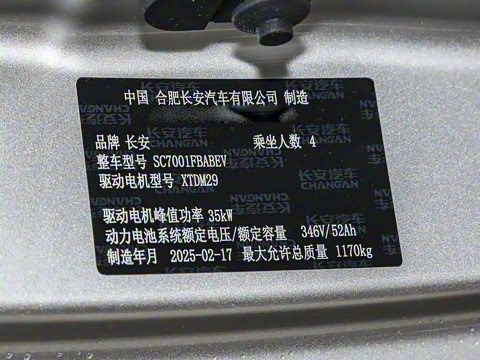 中国 合肥长安汽车有限公司 制造
品牌 长安 乘坐人数 4
整车型号 SC7001FBABEV
驱动电机型号 XTDM29
驱动电机峰值功率 35kW
动力电池系统额定电压/额定容量 346V/52Ah
制造年月 2025-02-17 最大允许总质量 1170kg